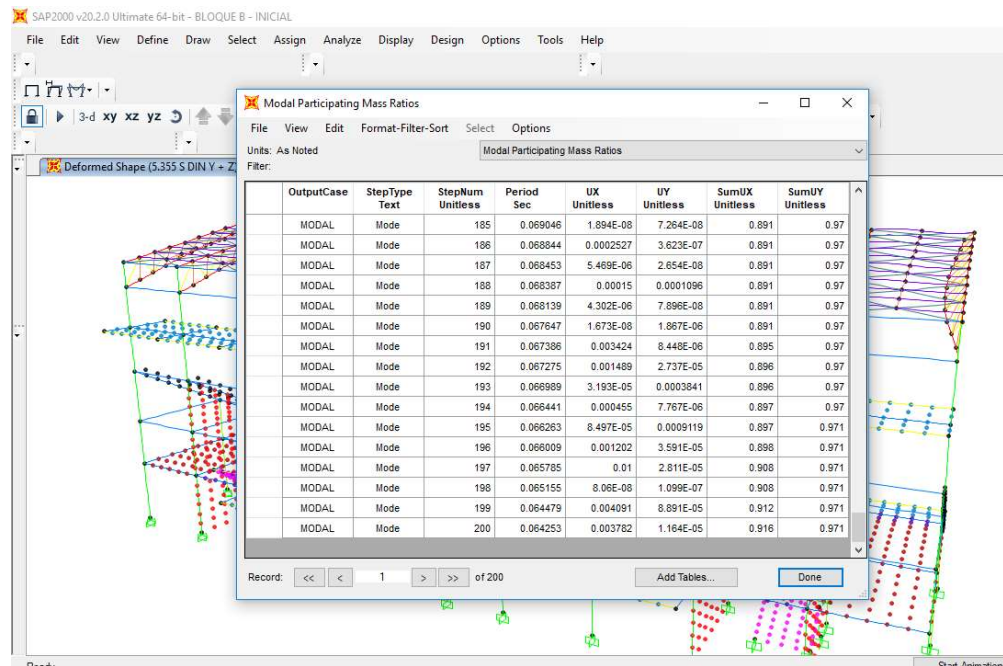 SAP2000 v20.2.0 Ultimate 64-bit - BLOQUE B - INICIAL
File Edit View Define Draw Select Assign Analyze Display Design Options Tools Help
3-d xy xz yz
Deformed Shape (5.355 S DIN Y + Z
Modal Participating Mass Ratios
File View Edit Format-Filter-Sort Select Options
Units: As Noted Modal Participating Mass Ratios
Filter:
OutputCase StepType StepNum Period UX UY SumUX SumUY
Text Unitless Sec Unitless Unitless Unitless Unitless
MODAL Mode 185 0.069046 1.894E-08 7.264E-08 0.891 0.97
MODAL Mode 186 0.068844 0.0002527 3.623E-07 0.891 0.97
MODAL Mode 187 0.068453 5.469E-06 2.654E-08 0.891 0.97
MODAL Mode 188 0.068387 0.00015 0.0001096 0.891 0.97
MODAL Mode 189 0.068139 4.302E-06 7.896E-08 0.891 0.97
MODAL Mode 190 0.067647 1.673E-08 1.867E-06 0.891 0.97
MODAL Mode 191 0.067386 0.003424 8.448E-06 0.895 0.97
MODAL Mode 192 0.067275 0.001489 2.737E-05 0.896 0.97
MODAL Mode 193 0.066989 3.193E-05 0.0003841 0.896 0.97
MODAL Mode 194 0.066441 0.000455 7.767E-06 0.897 0.97
MODAL Mode 195 0.066263 8.497E-05 0.0009119 0.897 0.971
MODAL Mode 196 0.066009 0.001202 3.591E-05 0.898 0.971
MODAL Mode 197 0.065785 0.01 2.811E-05 0.908 0.971
MODAL Mode 198 0.065155 8.06E-08 1.099E-07 0.908 0.971
MODAL Mode 199 0.064479 0.004091 8.891E-05 0.912 0.971
MODAL Mode 200 0.064253 0.003782 1.164E-05 0.916 0.971
Record: << < 1 > >> of 200 Add Tables... Done
Start Animation